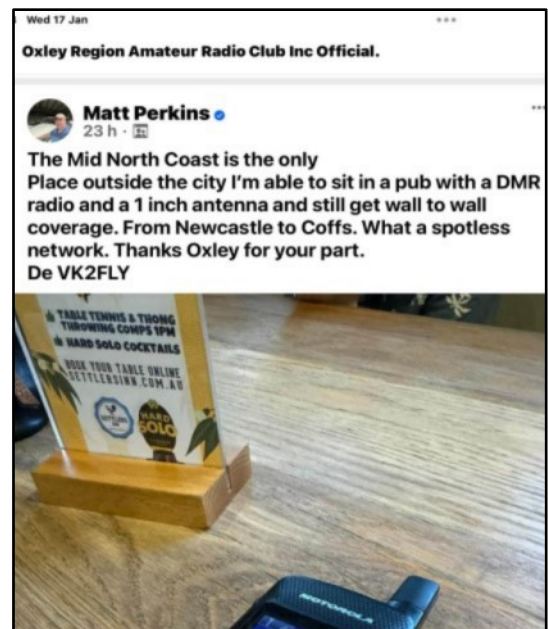 Wed 17 Jan
Oxley Region Amateur Radio Club Inc Official.
Matt Perkins
23 h ·
The Mid North Coast is the only
Place outside the city I'm able to sit in a pub with a DMR
radio and a 1 inch antenna and still get wall to wall
coverage. From Newcastle to Coffs. What a spotless
network. Thanks Oxley for your part.
De VK2FLY
TABLE TENNIS & THONG
THROWING COMPS 1PM
HARD SOLO COCKTAILS
BOOK YOUR TABLE ONLINE
SETTLERSINN.COM.AU
SETTLERS
INN
HARD
SOLO
MOTOROLA